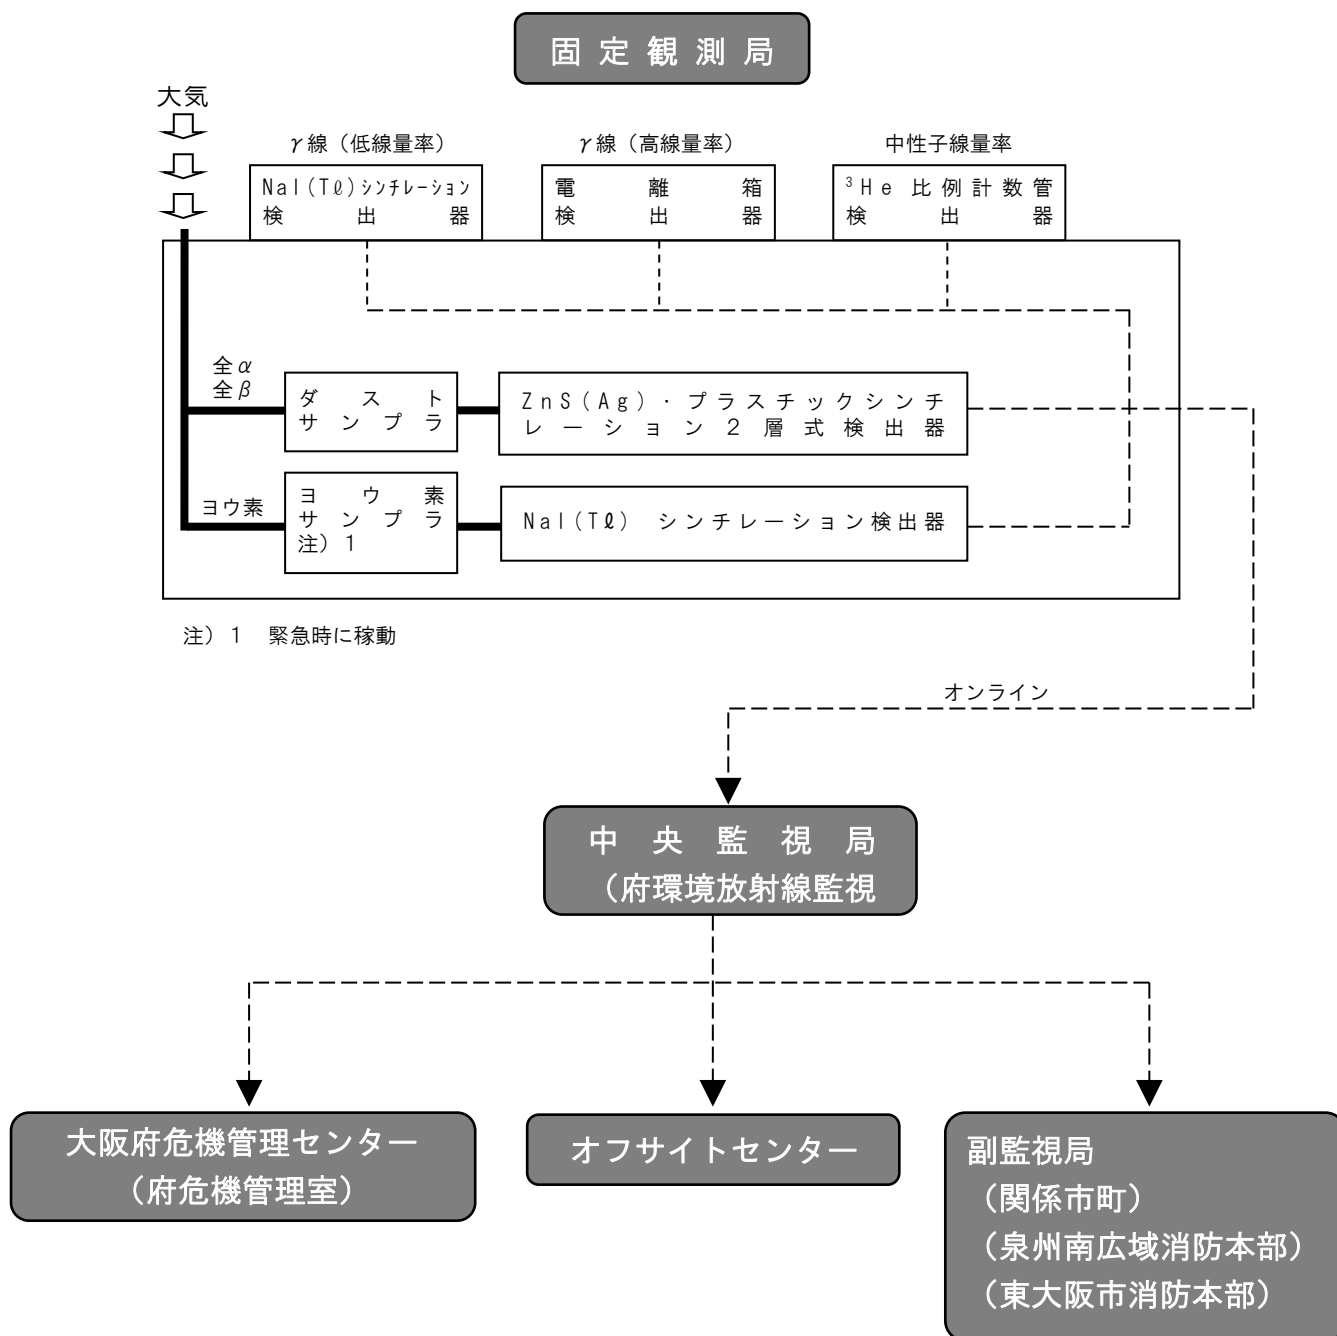 固定観測局
大気
γ線（低線量率）
γ線（高線量率）
中性子線量率
NaI(Tℓ)シンチレーション
検出器
電離箱
検出器
³He 比例計数管
検出器
全α
全β
ダスト
サンプラ
ZnS(Ag)・プラスチックシンチ
レーション２層式検出器
ヨウ素
ヨウ素
サンプラ
注）1
NaI(Tℓ) シンチレーション検出器
注）1　緊急時に稼動
オンライン
中央監視局
（府環境放射線監視
大阪府危機管理センター
（府危機管理室）
オフサイトセンター
副監視局
（関係市町）
（泉州南広域消防本部）
（東大阪市消防本部）